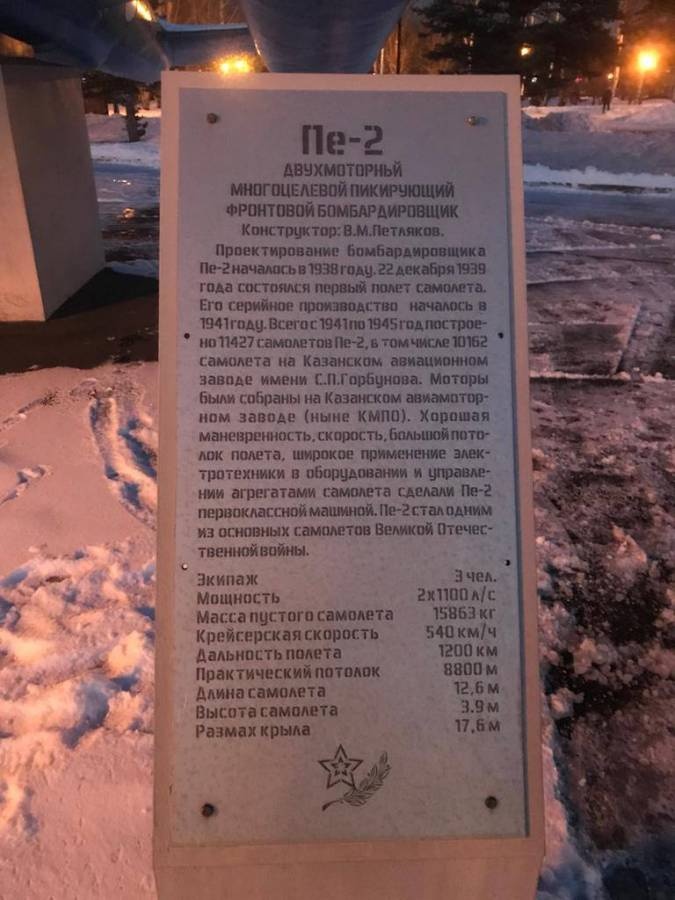 Пе-2
ДВУХМОТОРНЫЙ
МНОГОЦЕЛЕВОЙ ПИКИРУЮЩИЙ
ФРОНТОВОЙ БОМБАРДИРОВЩИК
Конструктор: В.М.Петляков.
Проектирование бомбардировщика
Пе-2 началось в 1938 году. 22 декабря 1939
года состоялся первый полет самолета.
Его серийное производство началось в
1941 году. Всего с 1941 по 1945 год построе-
но 11427 самолетов Пе-2, в том числе 10162
самолета на Казанском авиационном
заводе имени С.П.Горбунова. Моторы
были собраны на Казанском авиамотор-
ном заводе (ныне КМПО). Хорошая
маневренность, скорость, большой пото-
лок полета, широкое применение элек-
тротехники в оборудовании и управле-
нии агрегатами самолета сделали Пе-2
первоклассной машиной. Пе-2 стал одним
из основных самолетов Великой Отечес-
твенной войны.
Экипаж 3 чел.
Мощность 2х1100 л/с
Масса пустого самолета 15863 кг
Крейсерская скорость 540 км/ч
Дальность полета 1200 км
Практический потолок 8800 м
Длина самолета 12,6 м
Высота самолета 3.9 м
Размах крыла 17,6 м